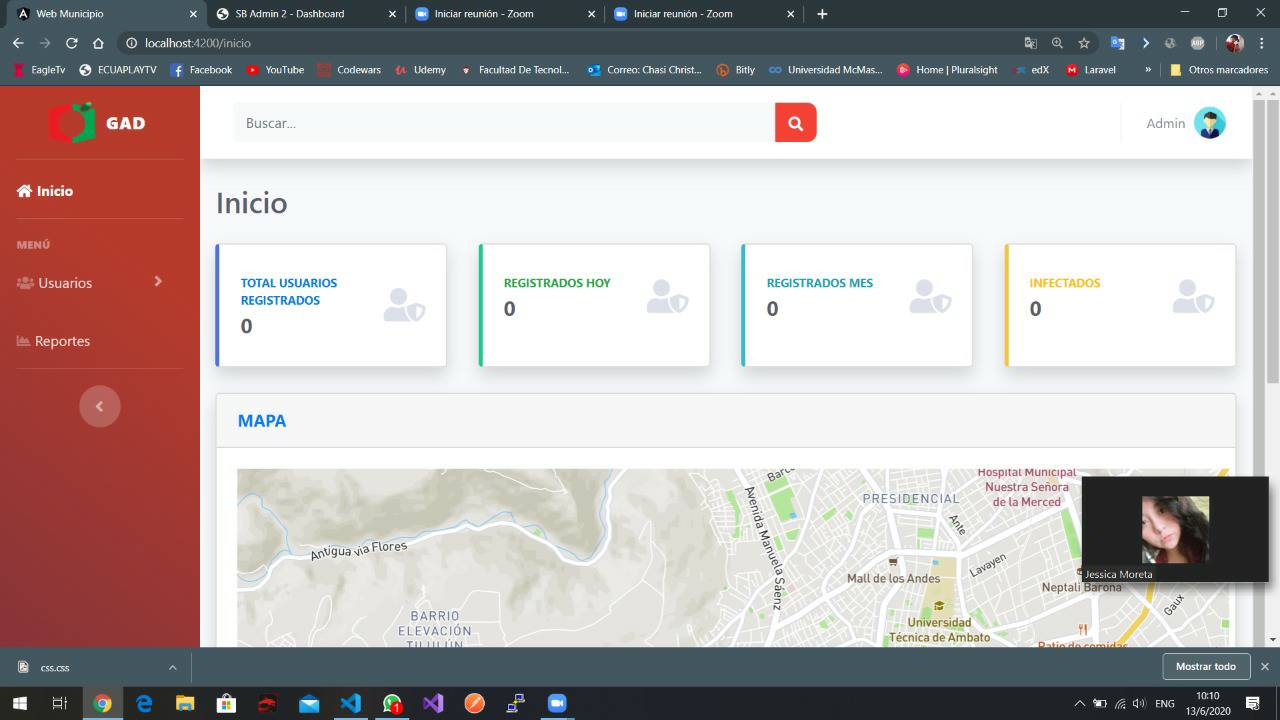 Web Municipio
SB Admin 2 - Dashboard
Iniciar reunión - Zoom
Iniciar reunión - Zoom
localhost:4200/inicio
EagleTv
ECUAPLAYTV
Facebook
YouTube
Codewars
Udemy
Facultad De Tecnol...
Correo: Chasi Christ...
Bitly
Universidad McMas...
Home | Pluralsight
edX
Laravel
»
Otros marcadores
GAD
Buscar...
Admin
Inicio
MENÚ
Usuarios
Reportes
Inicio
TOTAL USUARIOS
REGISTRADOS
0
REGISTRADOS HOY
0
REGISTRADOS MES
0
INFECTADOS
0
MAPA
Antigua via Flores
BARRIO
ELEVACIÓN
TIUJUN
Avenida Manuela Sáenz
PRESIDENCIAL
Hospital Municipal
Nuestra Señora
de la Merced
Ante
Lavayen
Mall de los Andes
Universidad
Técnica de Ambato
Neptali Barona
Gaux
Patio de comidas
Jessica Moreta
css.css
Mostrar todo
1
ENG
10:10
13/6/2020